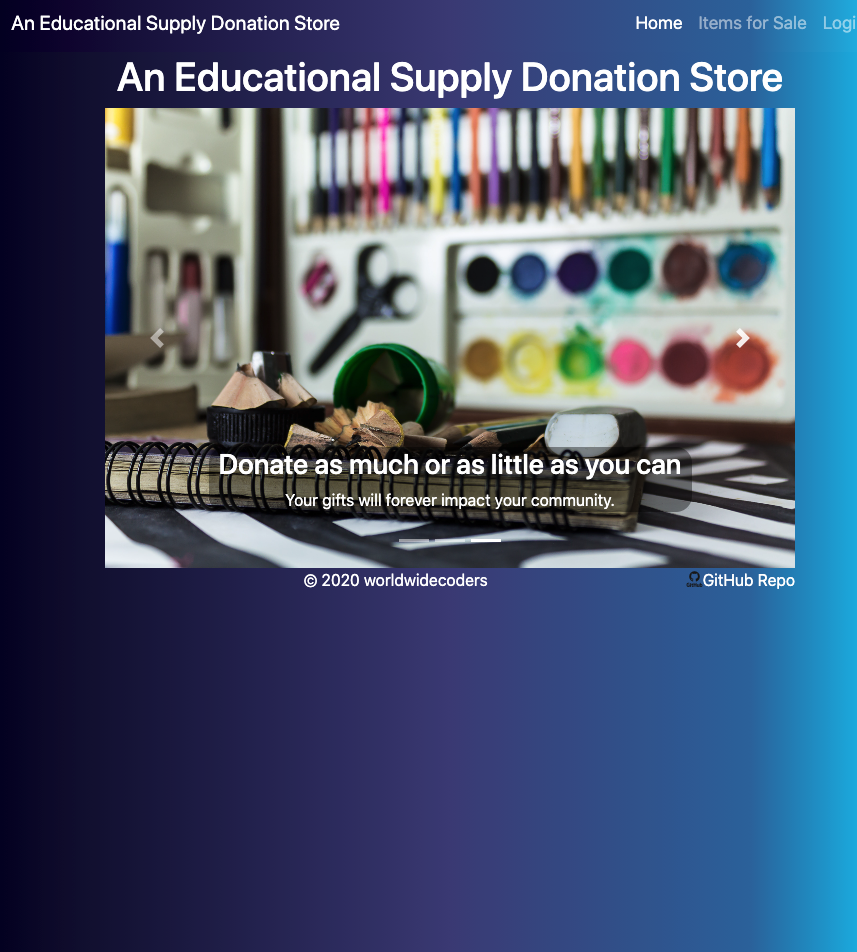 An Educational Supply Donation Store Home Items for Sale Logi
An Educational Supply Donation Store
Donate as much or as little as you can
Your gifts will forever impact your community.
© 2020 worldwidecoders GitHub Repo